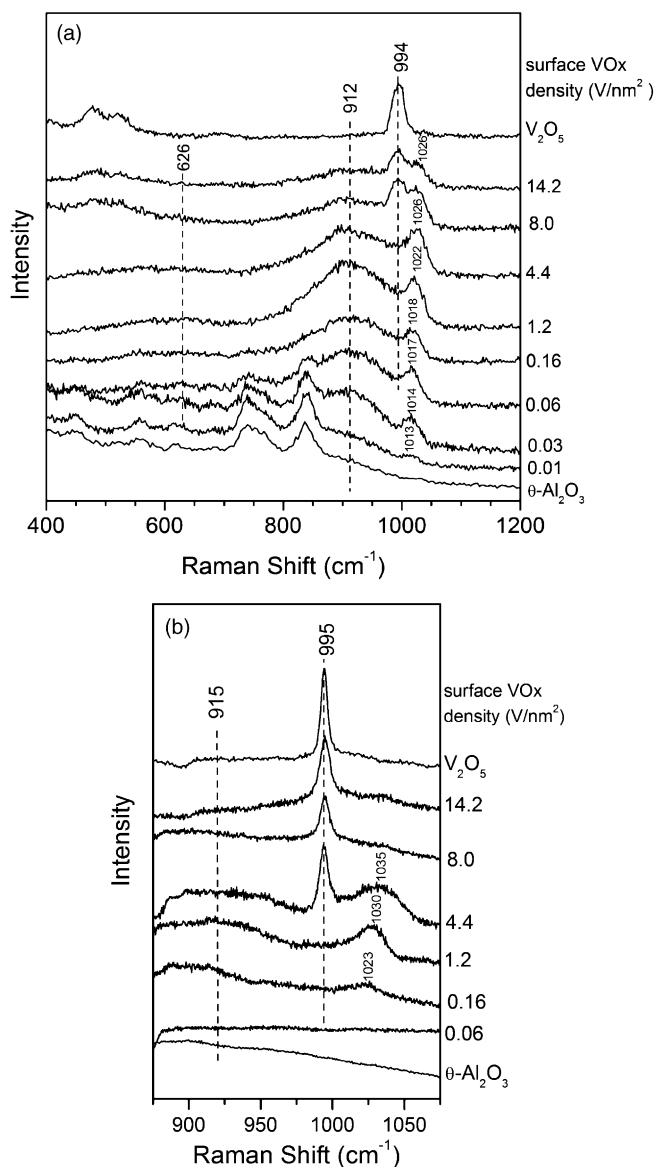 (a)
994
912
626
surface VOx
density (V/nm²)
V₂O₅
1026
14.2
1026
8.0
1022
4.4
1018
1.2
1017
0.16
1014
0.06
1013
0.03
0.01
θ-Al₂O₃
Intensity
400 600 800 1000 1200
Raman Shift (cm⁻¹)
(b)
995
915
surface VOx
density (V/nm²)
V₂O₅
14.2
8.0
1035
4.4
1030
1.2
1023
0.16
0.06
θ-Al₂O₃
Intensity
900 950 1000 1050
Raman Shift (cm⁻¹)